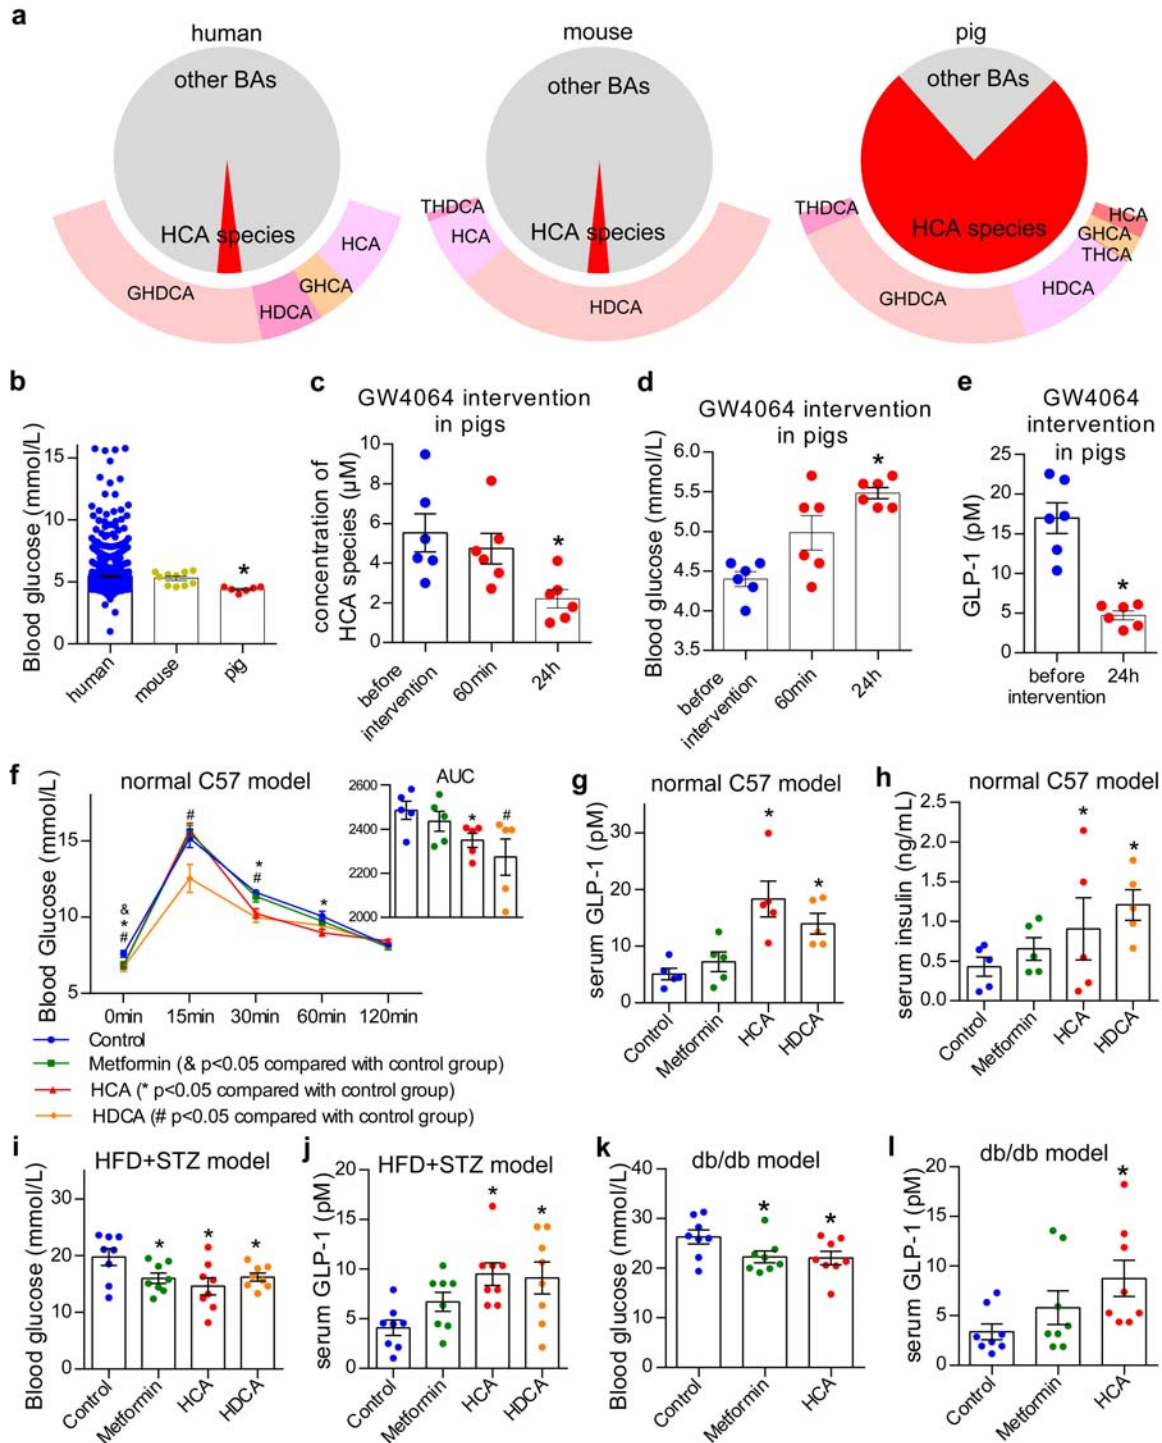 a
human
other BAs
HCA species
GHDCA
HDCA
GHCA
HCA
mouse
other BAs
HCA species
THDCA
HCA
HDCA
pig
other BAs
HCA species
THDCA
GHDCA
HDCA
THCA
GHCA
HCA
b
Blood glucose (mmol/L)
15
10
5
0
*
human
mouse
pig
c
GW4064 intervention
in pigs
concentration of
HCA species (µM)
10
8
6
4
2
0
*
before
intervention
60min
24h
d
GW4064 intervention
in pigs
Blood glucose (mmol/L)
6.0
5.5
5.0
4.5
4.0
3.5
*
before
intervention
60min
24h
e
GW4064
intervention
in pigs
GLP-1 (pM)
25
20
15
10
5
0
*
before
intervention
24h
f
normal C57 model
Blood Glucose (mmol/L)
15
10
5
&
*
#
#
*
#
*
0min
15min
30min
60min
120min
AUC
2600
2400
2200
2000
*
#
Control
Metformin (& p<0.05 compared with control group)
HCA (* p<0.05 compared with control group)
HDCA (# p<0.05 compared with control group)
g
normal C57 model
serum GLP-1 (pM)
30
20
10
0
*
*
Control
Metformin
HCA
HDCA
h
normal C57 model
serum insulin (ng/mL)
2.5
2.0
1.5
1.0
0.5
0.0
*
*
Control
Metformin
HCA
HDCA
i
HFD+STZ model
Blood glucose (mmol/L)
30
20
10
0
*
*
*
Control
Metformin
HCA
HDCA
j
HFD+STZ model
serum GLP-1 (pM)
20
15
10
5
0
*
*
Control
Metformin
HCA
HDCA
k
db/db model
Blood glucose (mmol/L)
40
30
20
10
0
*
*
Control
Metformin
HCA
l
db/db model
serum GLP-1 (pM)
20
15
10
5
0
*
Control
Metformin
HCA